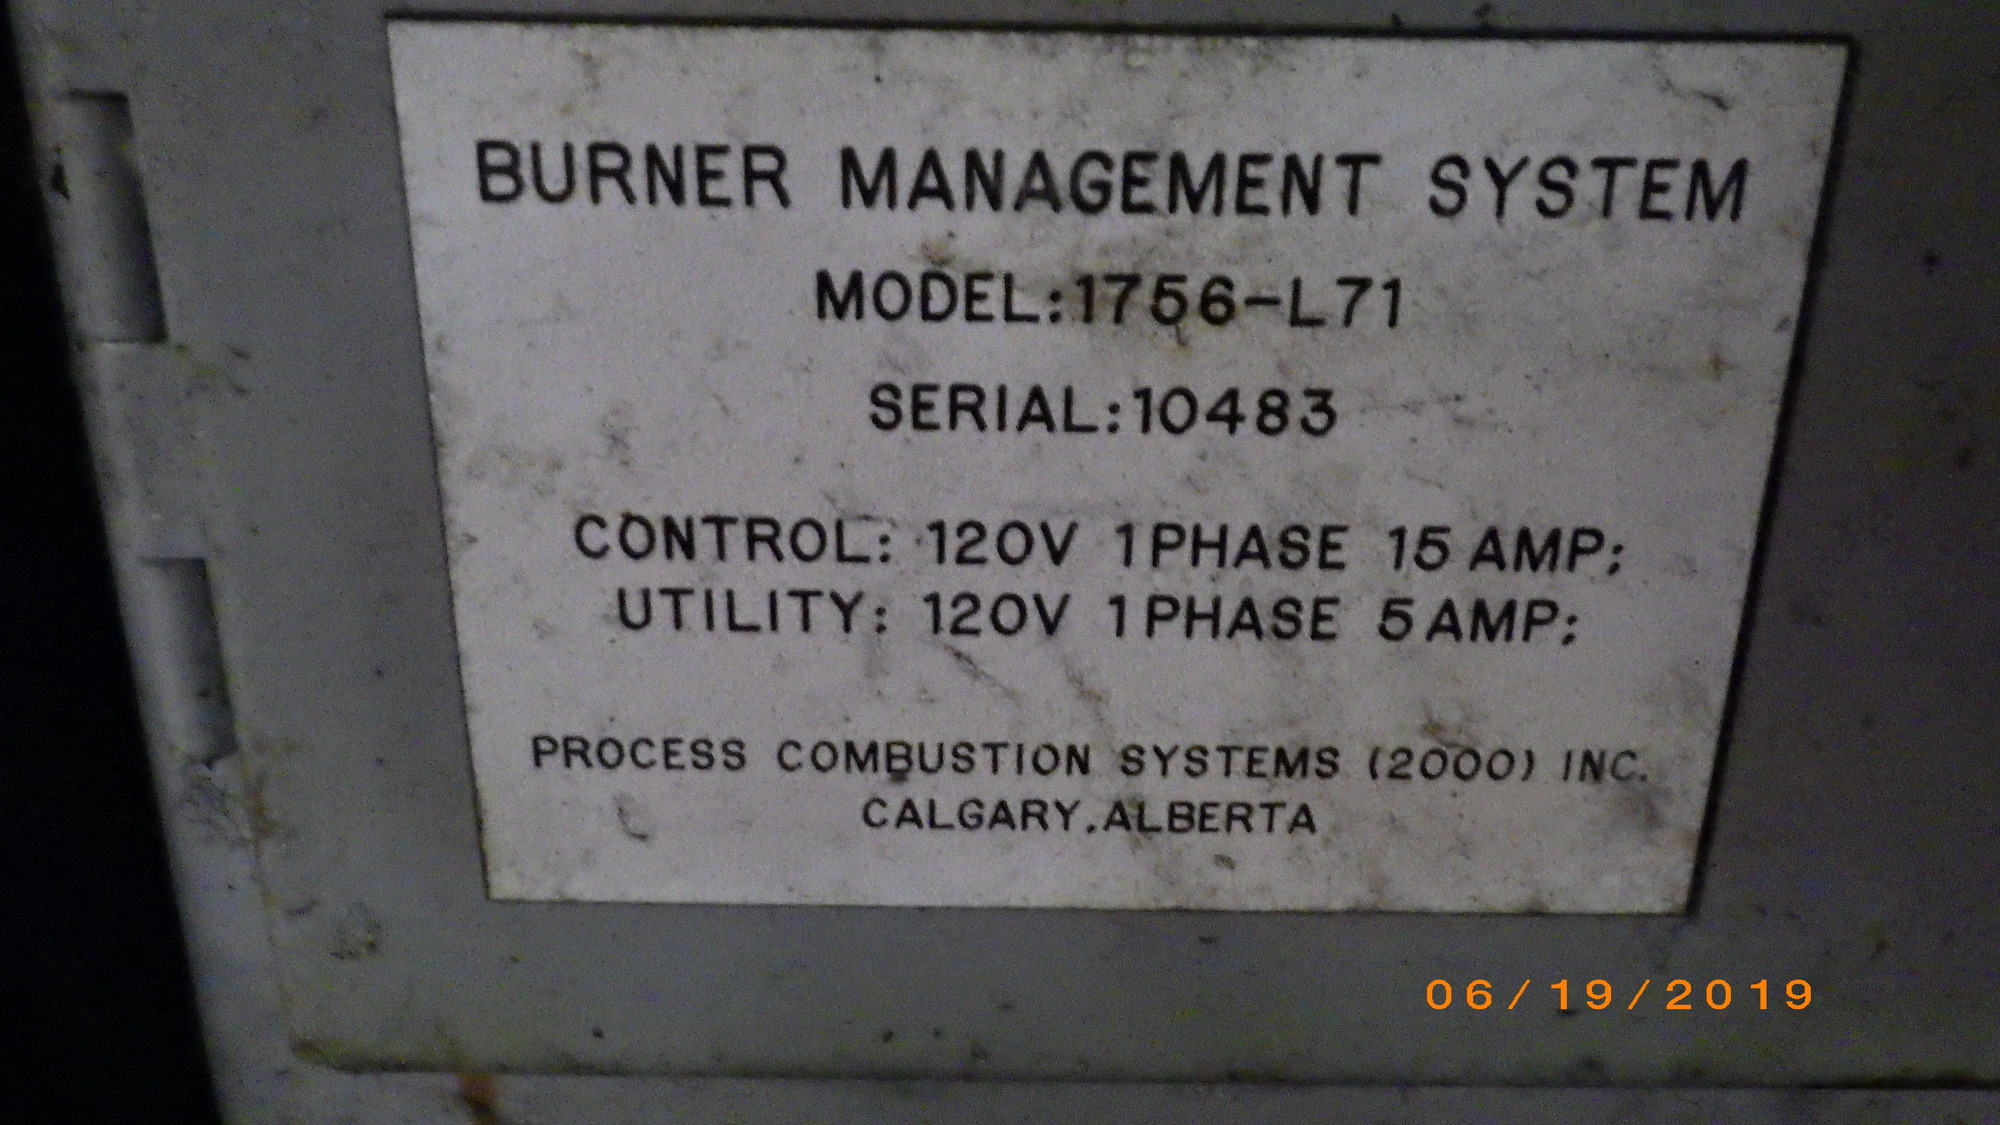 BURNER MANAGEMENT SYSTEM
MODEL:1756-L71
SERIAL:10483
CONTROL: 120V 1PHASE 15 AMP;
UTILITY: 120V 1PHASE 5AMP;
PROCESS COMBUSTION SYSTEMS (2000) INC.
CALGARY,ALBERTA
06/19/2019